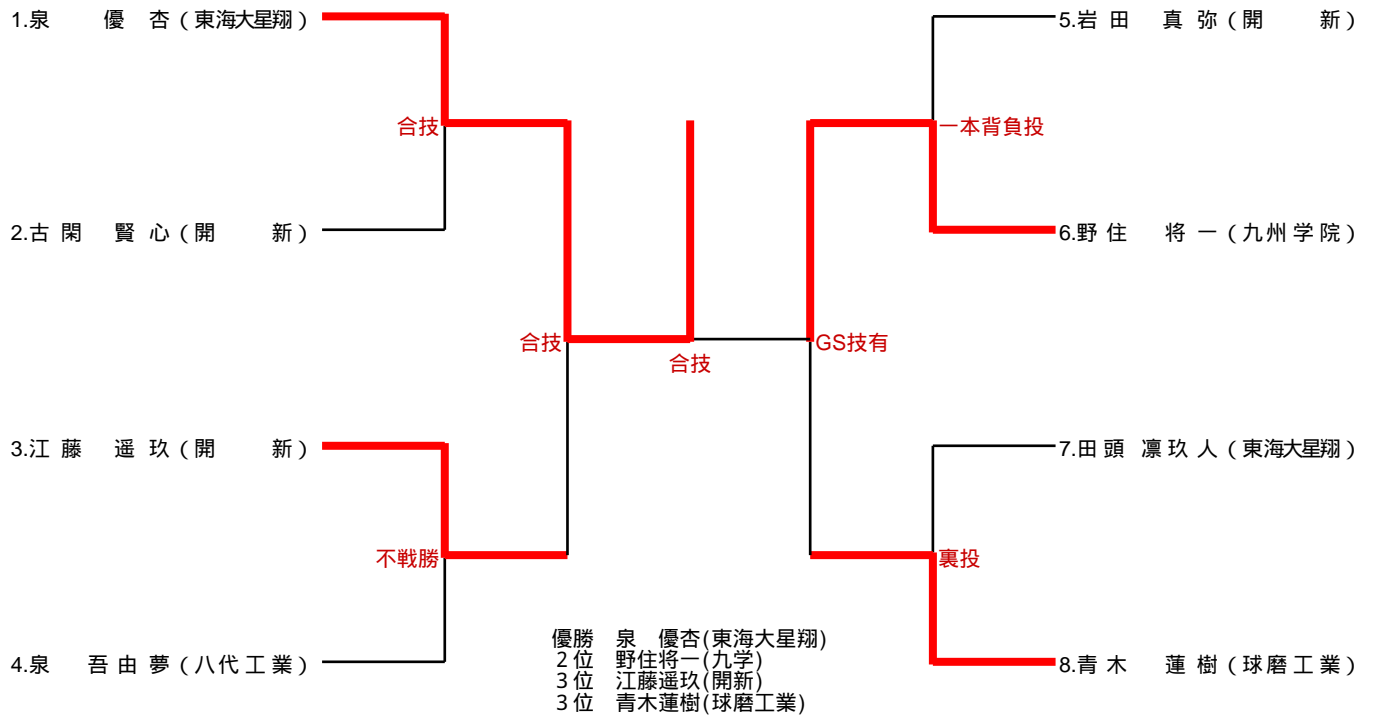 1.泉　優 杏 ( 東海大星翔 )
合技
2.古 閑　賢 心 ( 開　新 )
合技
3.江 藤　遥 玖 ( 開　新 )
不戦勝
4.泉　吾 由 夢 ( 八 代 工 業 )
合技
5.岩 田　真 弥 ( 開　新 )
一本背負投
6.野 住　将 一 ( 九 州 学 院 )
GS技有
7.田 頭 凛 玖 人 ( 東海大星翔 )
裏投
8.青 木　蓮 樹 ( 球 磨 工 業 )
優勝　泉　優杏(東海大星翔)
2位　野住将一(九学)
3位　江藤遥玖(開新)
3位　青木蓮樹(球磨工業)